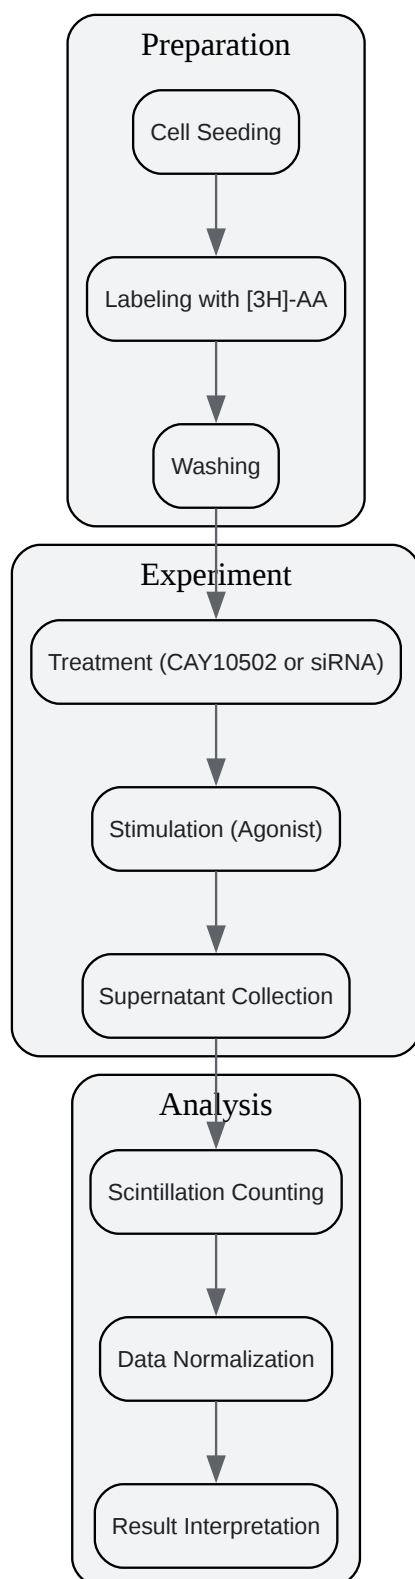 Preparation
Cell Seeding
Labeling with [3H]-AA
Washing
Experiment
Treatment (CAY10502 or siRNA)
Stimulation (Agonist)
Supernatant Collection
Analysis
Scintillation Counting
Data Normalization
Result Interpretation